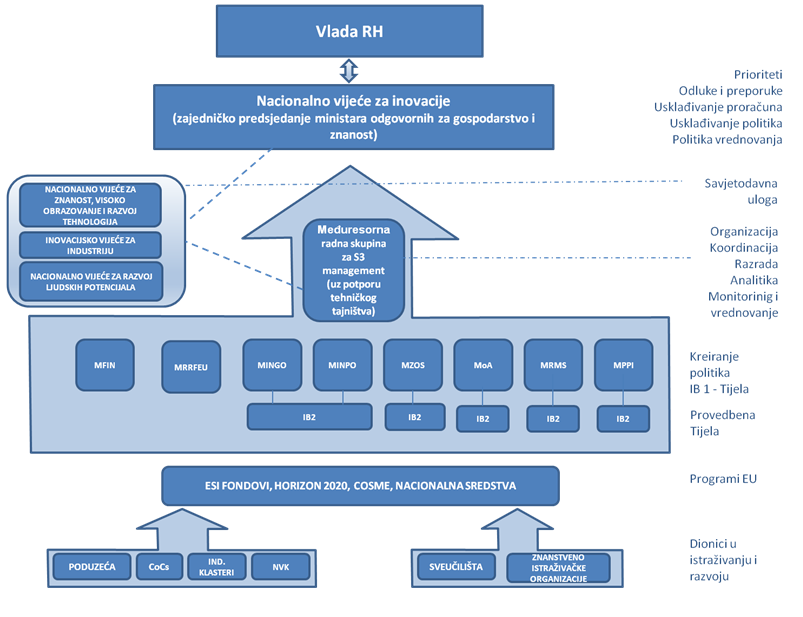 Vlada RH
Nacionalno vijeće za inovacije
(zajedničko predsjedanje ministara odgovornih za gospodarstvo i
znanost)
Prioriteti
Odluke i preporuke
Usklađivanje proračuna
Usklađivanje politika
Politika vrednovanja
NACIONALNO VIJEĆE ZA
ZNANOST, VISOKO
OBRAZOVANJE I RAZVOJ
TEHNOLOGIJA
INOVACIJSKO VIJEĆE ZA
INDUSTRIJU
NACIONALNO VIJEĆE ZA RAZVOJ
LJUDSKIH POTENCIJALA
Savjetodavna
uloga
Meduresorna
radna skupina
za S3
management
(uz potporu
tehničkog
tajništva)
Organizacija
Koordinacija
Razrada
Analitika
Monitorinig i
vrednovanje
MFIN
MRRFEU
MINGO
MINPO
MZOS
MoA
MRMS
MPPI
Kreiranje
politika
IB 1 - Tijela
IB2
IB2
IB2
IB2
IB2
Provedbena
Tijela
ESI FONDOVI, HORIZON 2020, COSME, NACIONALNA SREDSTVA
Programi EU
PODUZEĆA
CoCs
IND.
KLASTERI
NVK
SVEUČILIŠTA
ZNANSTVENO
ISTRAŽIVAČKE
ORGANIZACIJE
Dionici u
istraživanju i
razvoju